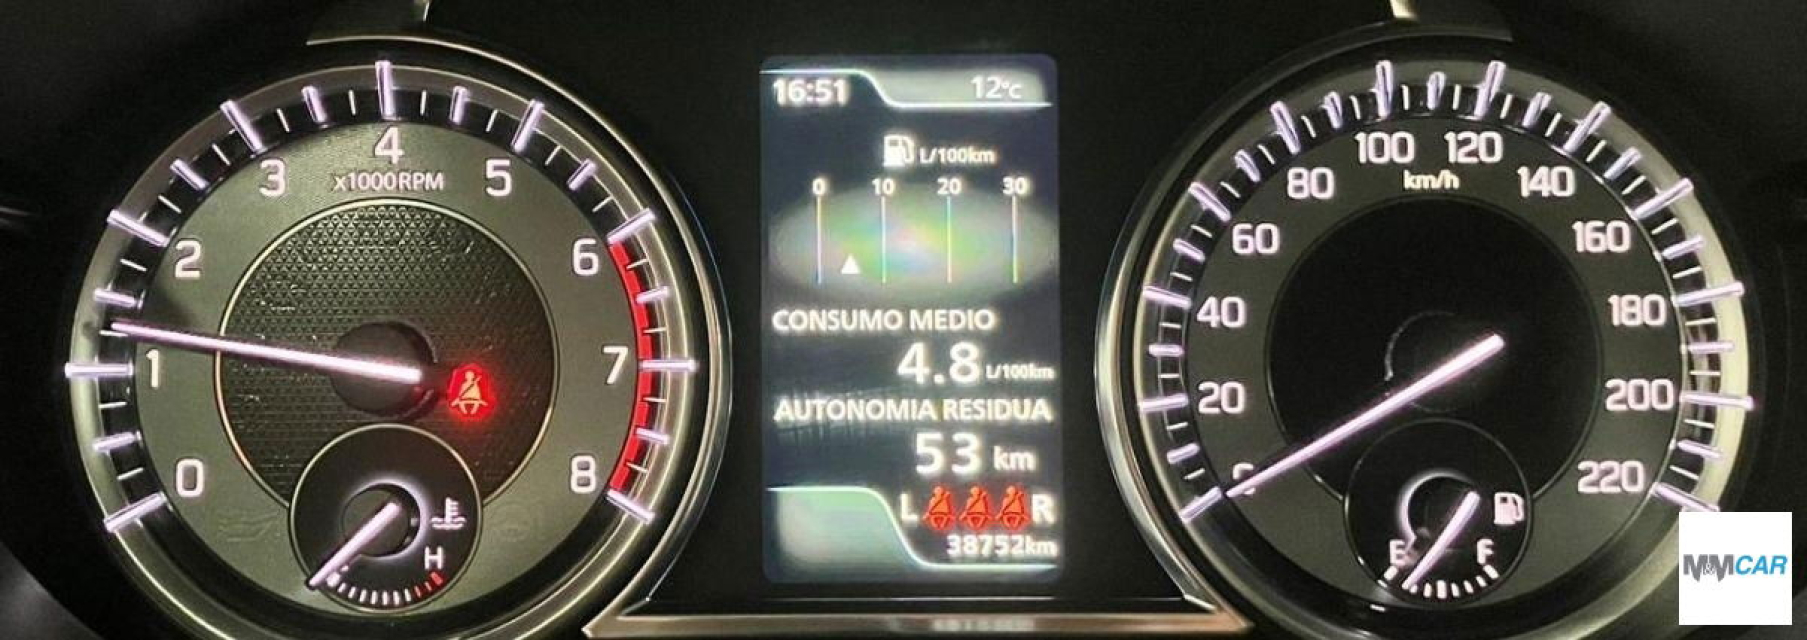 4
3
5
x1000RPM
2
6
1
7
0
8
H
16:51
12°c
L/100km
0 10 20 30
CONSUMO MEDIO
4.8 L/100km
AUTONOMIA RESIDUA
53 km
L R
38752km
100 120
80 km/h 140
60 160
40 180
20 200
220
E F
M&MCAR